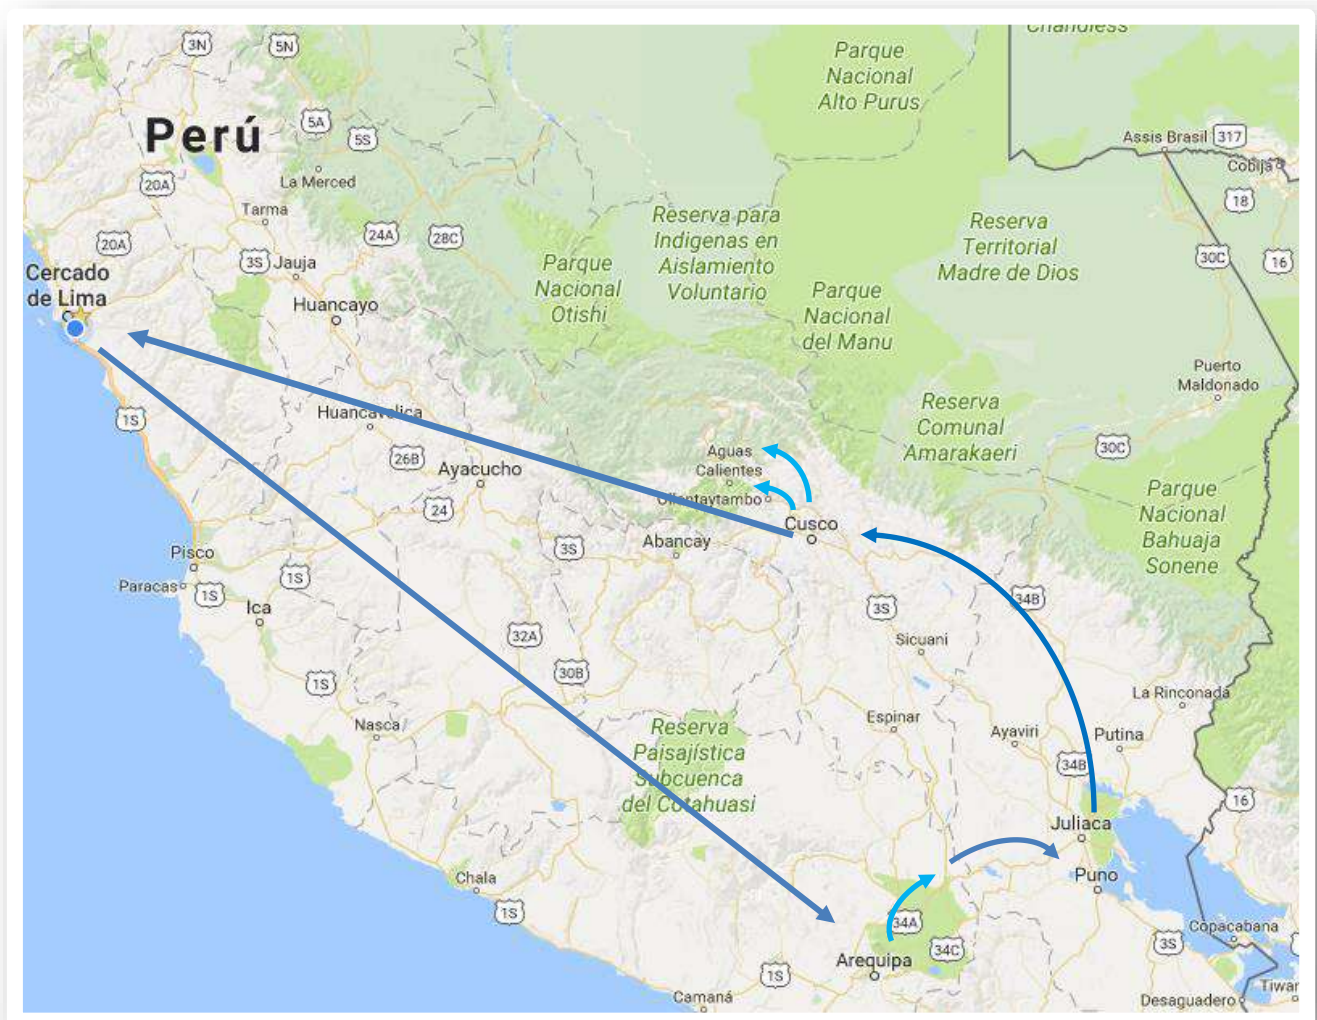 Chandless
3N
5N
Parque
Nacional
Alto Purus
Perú
5A
5S
Assis Brasil
317
Cobija
La Merced
20A
18
Tarma
Reserva para
Indigenas en
Aislamiento
Voluntario
Reserva
Territorial
Madre de Dios
24A
28C
20A
3S
Jauja
30C
16
Cercado
de Lima
Parque
Nacional
Otishi
Huancayo
Parque
Nacional
del Manu
Puerto
Maldonado
1S
Huancavelica
Reserva
Comunal
Amarakaeri
30C
26B
Ayacucho
Aguas
Calientes
Ollantaytambo
Parque
Nacional
Bahuaja
Sonene
24
Cusco
Pisco
3S
Abancay
Paracas
1S
1S
Ica
3S
34B
32A
Sicuani
30B
1S
La Rinconada
Nasca
Reserva
Paisajística
Subcuenca
del Cotahuasi
Espinar
Ayaviri
Putina
34B
16
Juliaca
Chala
Puno
1S
34A
34C
Copacabana
3S
Arequipa
1S
Camaná
Desaguadero
Tiwan